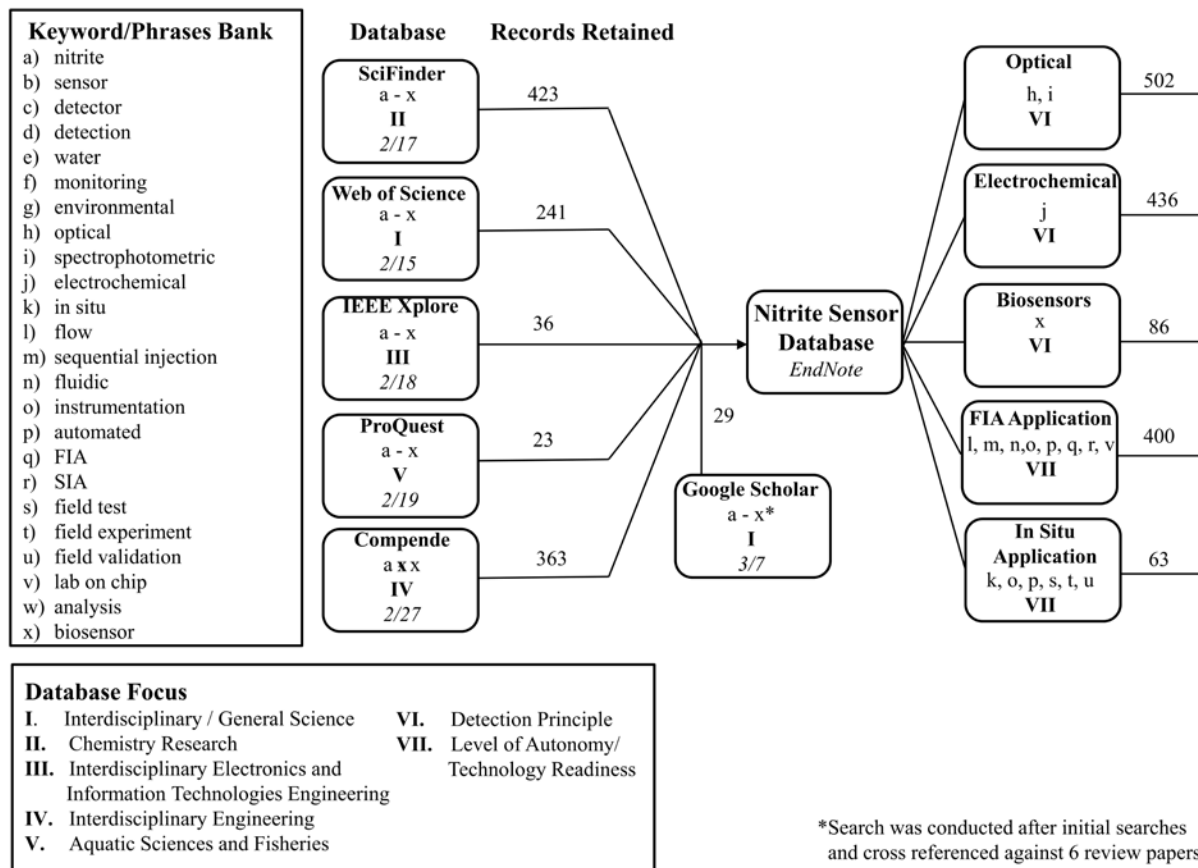 Keyword/Phrases Bank
a) nitrite
b) sensor
c) detector
d) detection
e) water
f) monitoring
g) environmental
h) optical
i) spectrophotometric
j) electrochemical
k) in situ
l) flow
m) sequential injection
n) fluidic
o) instrumentation
p) automated
q) FIA
r) SIA
s) field test
t) field experiment
u) field validation
v) lab on chip
w) analysis
x) biosensor
Database
Records Retained
SciFinder
a - x
II
2/17
423
Web of Science
a - x
I
2/15
241
IEEE Xplore
a - x
III
2/18
36
ProQuest
a - x
V
2/19
23
Compende
a x x
IV
2/27
363
Google Scholar
a - x*
I
3/7
29
Nitrite Sensor
Database
EndNote
Optical
h, i
VI
502
Electrochemical
j
VI
436
Biosensors
x
VI
86
FIA Application
l, m, n,o, p, q, r, v
VII
400
In Situ
Application
k, o, p, s, t, u
VII
63
Database Focus
I. Interdisciplinary / General Science
II. Chemistry Research
III. Interdisciplinary Electronics and
Information Technologies Engineering
IV. Interdisciplinary Engineering
V. Aquatic Sciences and Fisheries
VI. Detection Principle
VII. Level of Autonomy/
Technology Readiness
*Search was conducted after initial searches
and cross referenced against 6 review papers